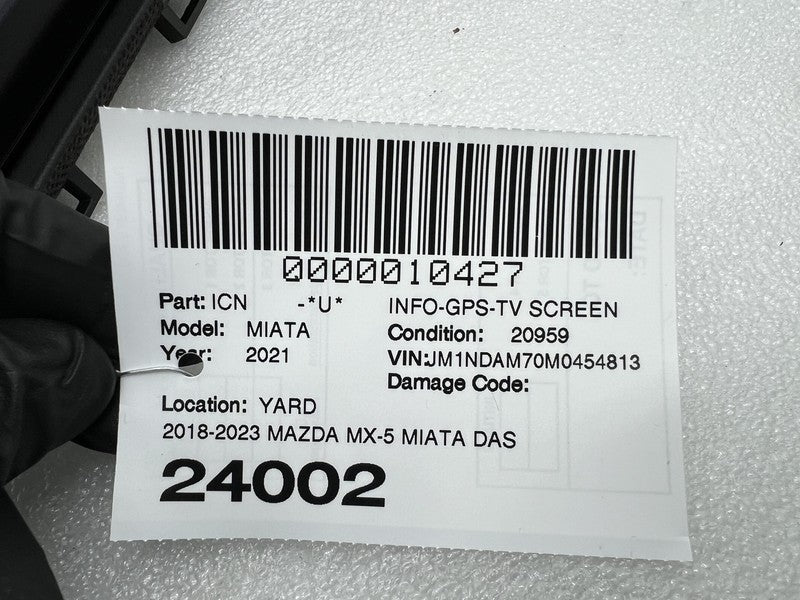 0000010427
Part: ICN -*U* INFO-GPS-TV SCREEN
Model: MIATA Condition: 20959
Year: 2021 VIN:JM1NDAM70M0454813
Damage Code:
Location: YARD
2018-2023 MAZDA MX-5 MIATA DAS
24002